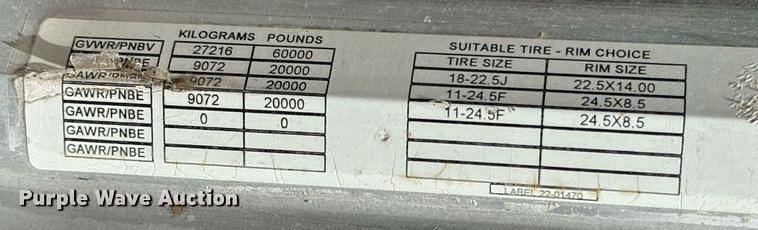 KILOGRAMS POUNDS
GVWR/PNBV 27216 60000
GAWR/PNBE 9072 20000
GAWR/PNBE 9072 20000
GAWR/PNBE 9072 20000
GAWR/PNBE 0 0
GAWR/PNBE
GAWR/PNBE
SUITABLE TIRE - RIM CHOICE
TIRE SIZE RIM SIZE
18-22.5J 22.5X14.00
11-24.5F 24.5X8.5
11-24.5F 24.5X8.5
LABEL 22-01470
Purple Wave Auction